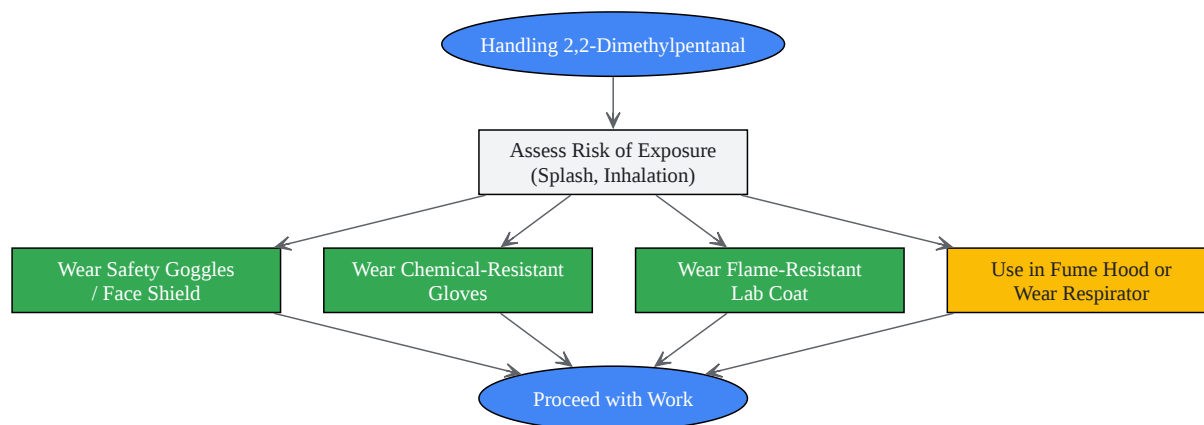 Handling 2,2-Dimethylpentanal
Assess Risk of Exposure
(Splash, Inhalation)
Wear Safety Goggles
/ Face Shield
Wear Chemical-Resistant
Gloves
Wear Flame-Resistant
Lab Coat
Use in Fume Hood or
Wear Respirator
Proceed with Work